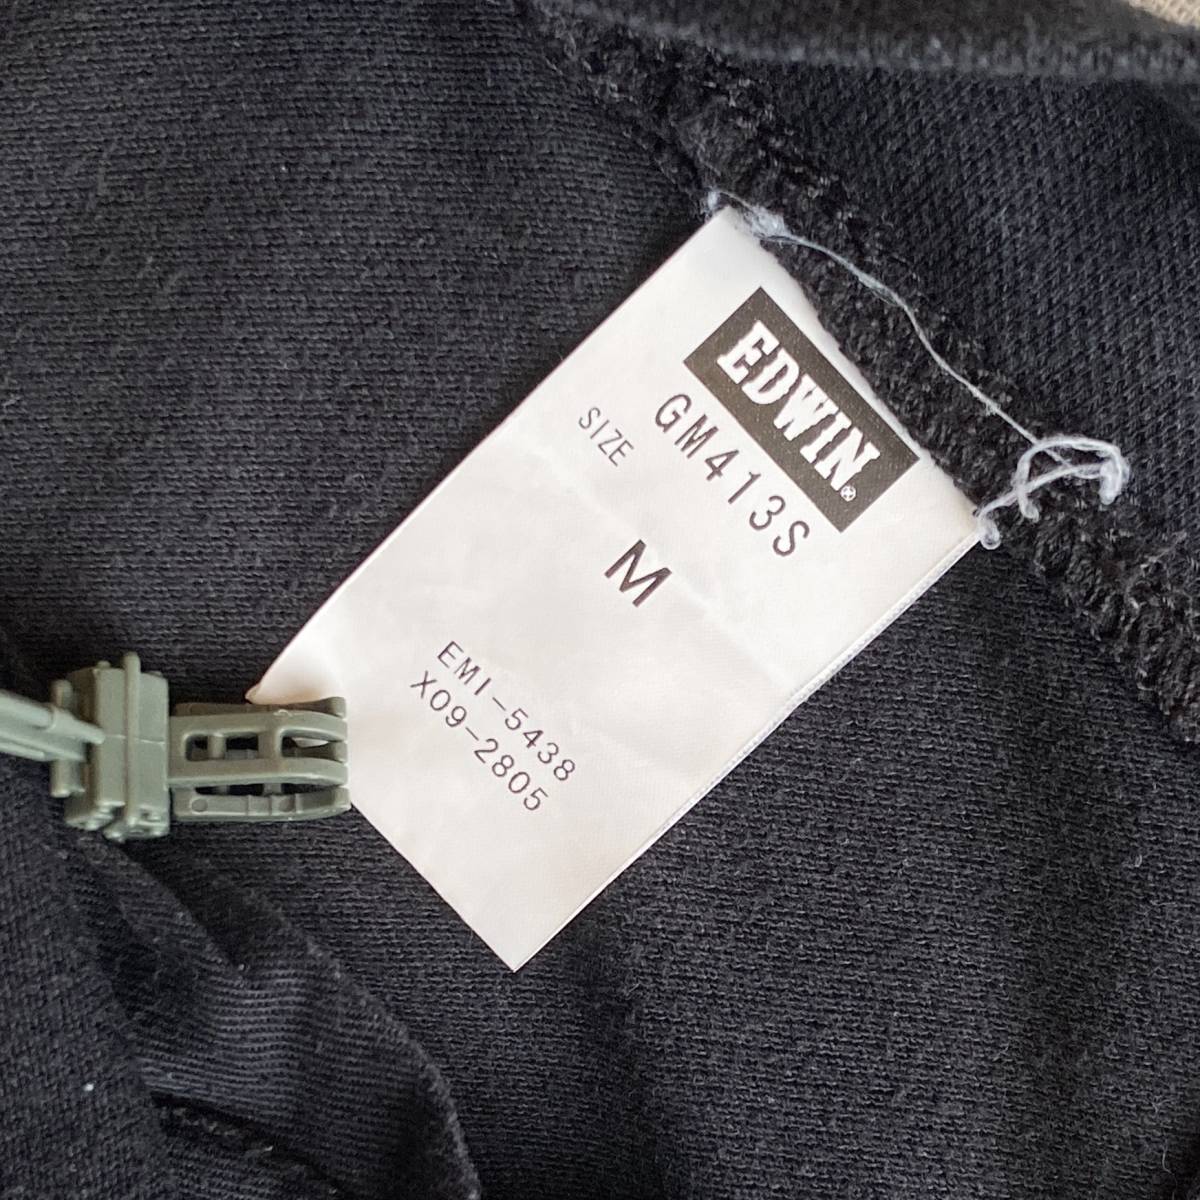 EDWIN®
GM413S
SIZE
M
EMI-5438
X09-2805